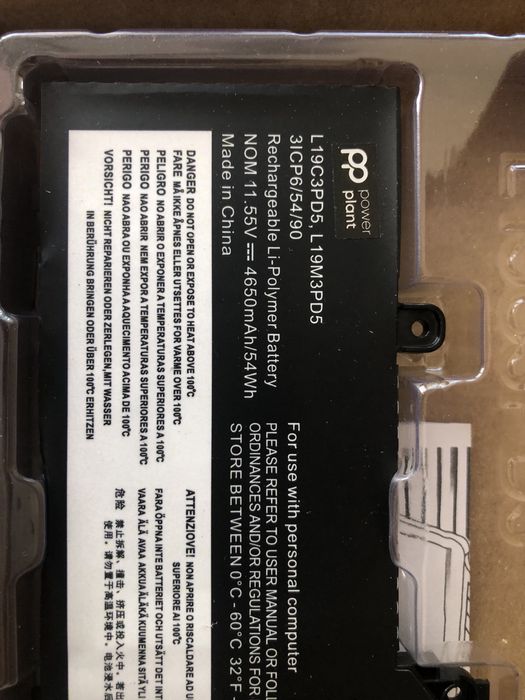 power
plant
L19C3PD5, L19M3PD5
3ICP6/54/90
Rechargeable Li-Polymer Battery
NOM 11.55V ⎓ 4650mAh/54Wh
Made in China
For use with personal computer
PLEASE REFER TO USER MANUAL OR FOLL
ORDINANCES AND/OR REGULATIONS FOR
STORE BETWEEN 0°C - 60°C 32°F-
DANGER DO NOT OPEN OR EXPOSE TO HEAT ABOVE 100°C
FARE MÅ IKKE ÅPNES ELLER UTSETTES FOR VARME OVER 100°C
PELIGRO NO ABRIR O EXPONER A TEMPERATURAS SUPERIORES A 100°C
PERIGO NAO ABRIR NEM EXPOR A TEMPERATURAS SUPERIORES A 100°C
PERIGO NAO ABRA OU EXPONHA A AQUECIMENTO ACIMA DE 100°C
VORSICHT! NICHT REPARIEREN ODER ZERLEGEN, MIT WASSER
IN BERÜHRUNG BRINGEN ODER ÜBER 100°C ERHITZEN
ATTENZIOVE! NON APRIRE O RISCALDARE AD U
SUPERIORE AI 100°C
FARA ÖPPNA INTE BATTERIET OCH UTSÄTT DET INT
VAARA ÄLÄ AVAA AKKUA ÄLÄKÄ KUUMENNA SITÄ YLI
危险 禁止拆解、撞击、挤压或投入火中。若出
使用。请勿置于高温环境中。电池浸水后